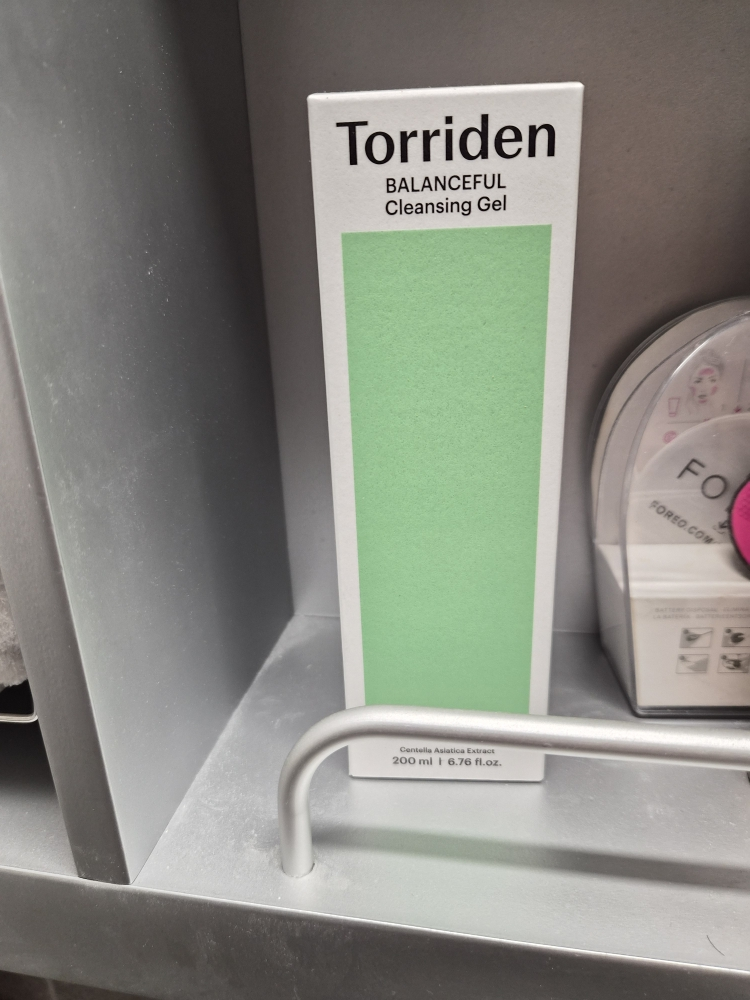 Torriden
BALANCEFUL
Cleansing Gel
Centella Asiatica Extract
200 ml | 6.76 fl.oz.
FO
FOREO.COM